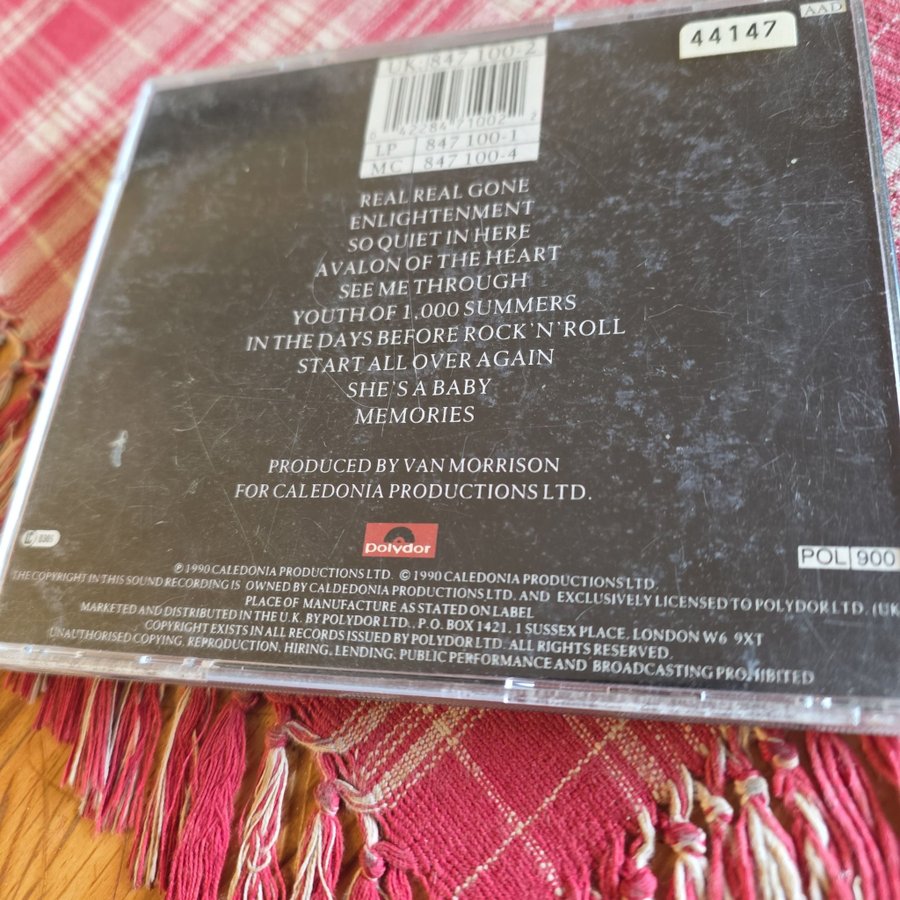 AAD
44147
UK:847 100-2
0 42284 71002 2
LP 847 100-1
MC 847 100-4
REAL REAL GONE
ENLIGHTENMENT
SO QUIET IN HERE
AVALON OF THE HEART
SEE ME THROUGH
YOUTH OF 1,000 SUMMERS
IN THE DAYS BEFORE ROCK 'N' ROLL
START ALL OVER AGAIN
SHE'S A BABY
MEMORIES
PRODUCED BY VAN MORRISON
FOR CALEDONIA PRODUCTIONS LTD.
polydor
POL 900
℗ 1990 CALEDONIA PRODUCTIONS LTD. © 1990 CALEDONIA PRODUCTIONS LTD.
THE COPYRIGHT IN THIS SOUND RECORDING IS OWNED BY CALDEDONIA PRODUCTIONS LTD. AND EXCLUSIVELY LICENSED TO POLYDOR LTD. (UK
PLACE OF MANUFACTURE AS STATED ON LABEL
MARKETED AND DISTRIBUTED IN THE U.K. BY POLYDOR LTD., P.O. BOX 1421, 1 SUSSEX PLACE, LONDON W6 9XT
COPYRIGHT EXISTS IN ALL RECORDS ISSUED BY POLYDOR LTD. ALL RIGHTS RESERVED.
UNAUTHORISED COPYING, REPRODUCTION, HIRING, LENDING, PUBLIC PERFORMANCE AND BROADCASTING PROHIBITED